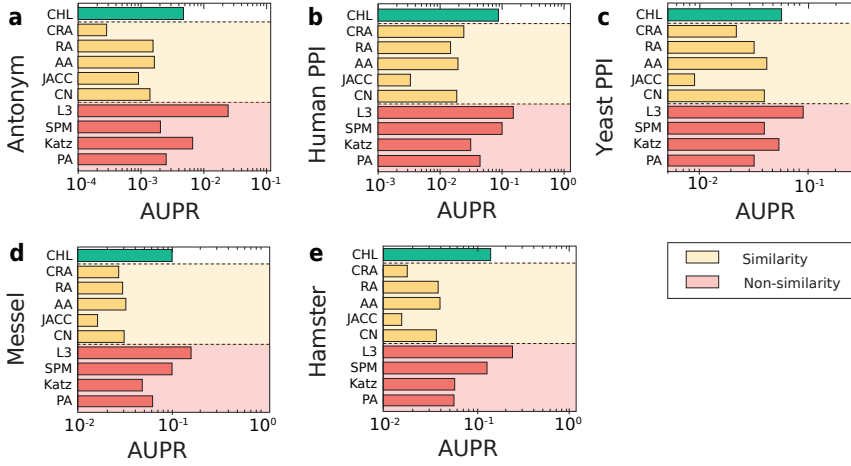 a
Antonym
CHL
CRA
RA
AA
JACC
CN
L3
SPM
Katz
PA
10^-4 10^-3 10^-2 10^-1
AUPR
b
Human PPI
CHL
CRA
RA
AA
JACC
CN
L3
SPM
Katz
PA
10^-3 10^-2 10^-1 10^0
AUPR
c
Yeast PPI
CHL
CRA
RA
AA
JACC
CN
L3
SPM
Katz
PA
10^-2 10^-1
AUPR
d
Messel
CHL
CRA
RA
AA
JACC
CN
L3
SPM
Katz
PA
10^-2 10^-1 10^0
AUPR
e
Hamster
CHL
CRA
RA
AA
JACC
CN
L3
SPM
Katz
PA
10^-2 10^-1 10^0
AUPR
Similarity
Non-similarity